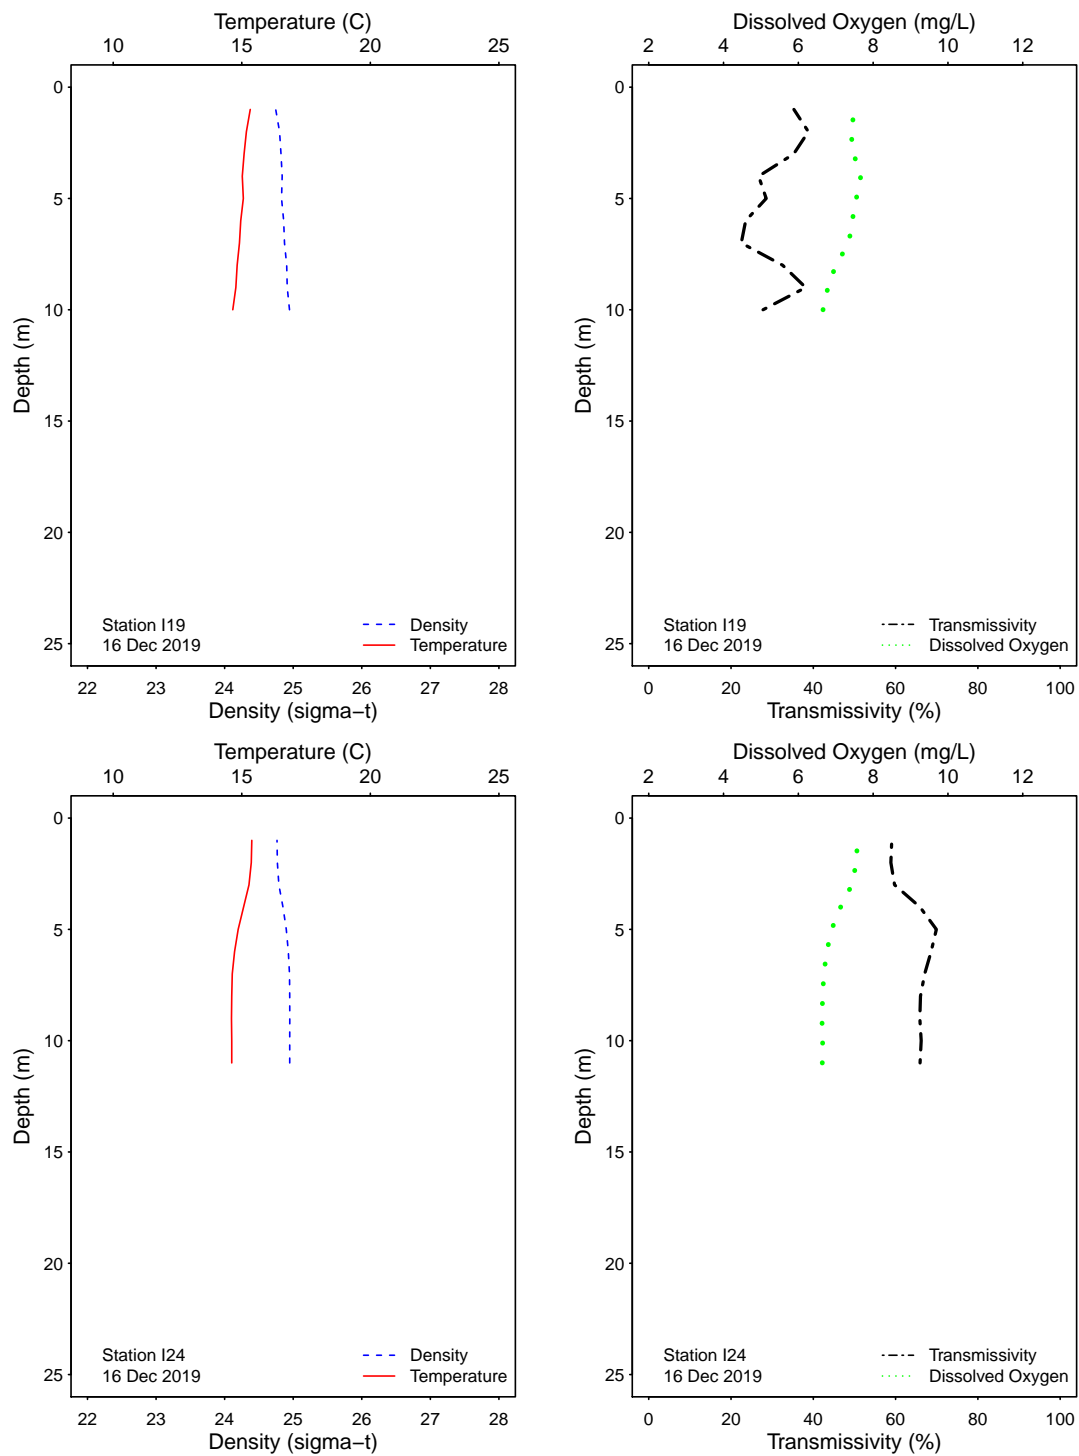 Temperature (C)
10 15 20 25
0
5
10
15
20
25
Depth (m)
Station I19
16 Dec 2019
Density
Temperature
22 23 24 25 26 27 28
Density (sigma−t)
Dissolved Oxygen (mg/L)
2 4 6 8 10 12
0
5
10
15
20
25
Depth (m)
Station I19
16 Dec 2019
Transmissivity
Dissolved Oxygen
0 20 40 60 80 100
Transmissivity (%)
Temperature (C)
10 15 20 25
0
5
10
15
20
25
Depth (m)
Station I24
16 Dec 2019
Density
Temperature
22 23 24 25 26 27 28
Density (sigma−t)
Dissolved Oxygen (mg/L)
2 4 6 8 10 12
0
5
10
15
20
25
Depth (m)
Station I24
16 Dec 2019
Transmissivity
Dissolved Oxygen
0 20 40 60 80 100
Transmissivity (%)